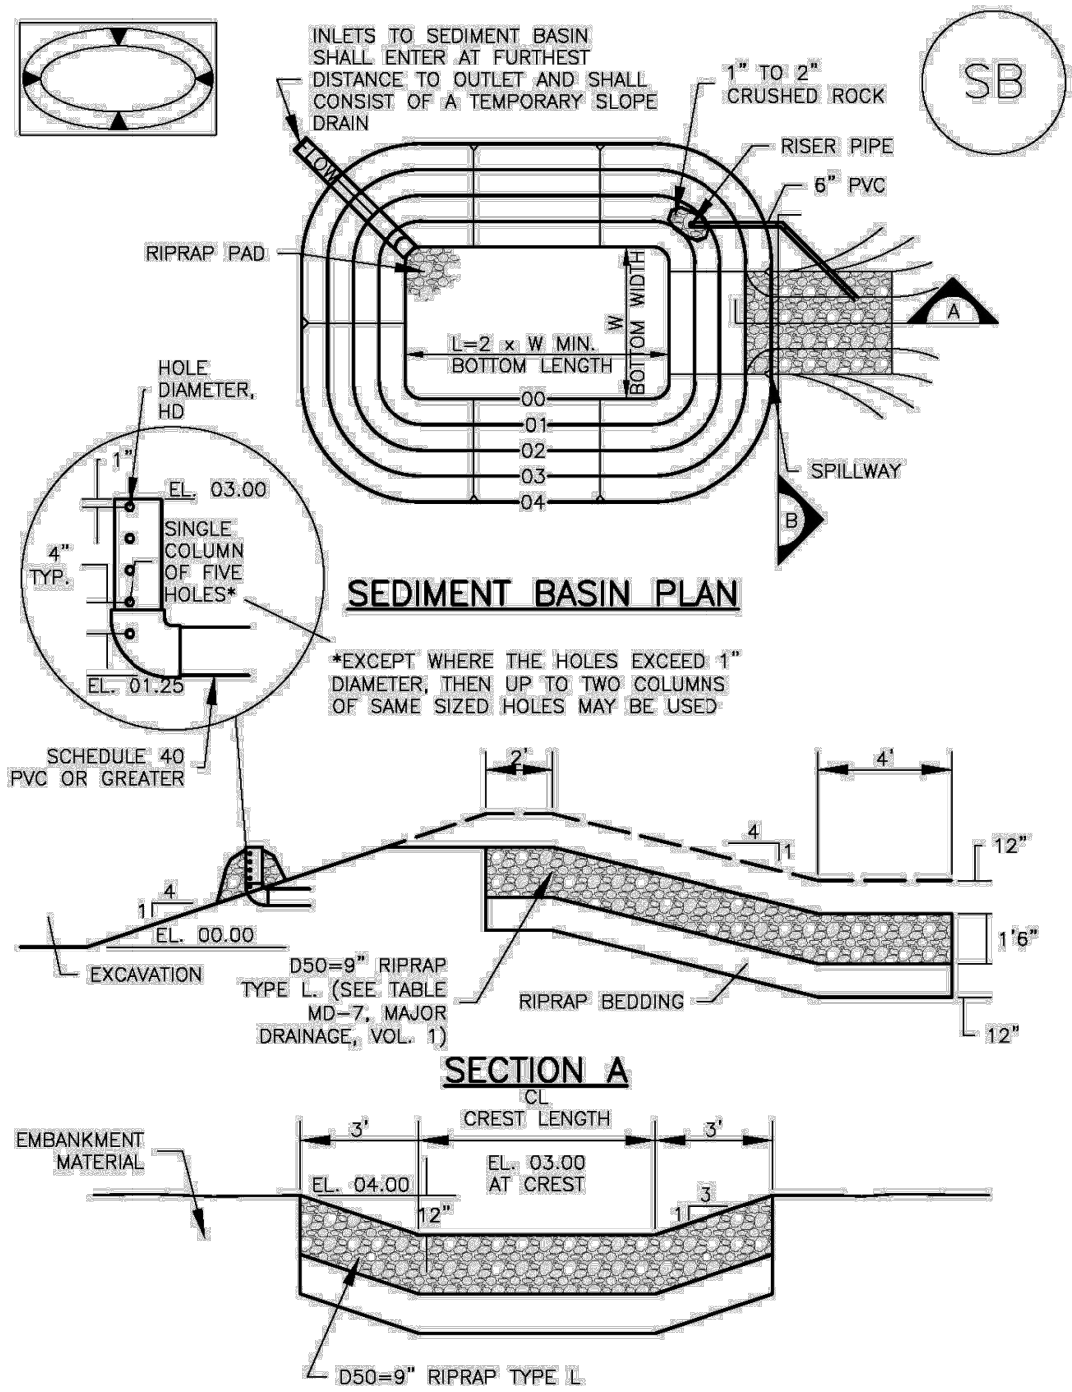 INLETS TO SEDIMENT BASIN
SHALL ENTER AT FURTHEST
DISTANCE TO OUTLET AND SHALL
CONSIST OF A TEMPORARY SLOPE
DRAIN
1" TO 2"
CRUSHED ROCK
SB
RISER PIPE
6" PVC
FLOW
RIPRAP PAD
A
BOTTOM WIDTH
W
L=2 x W MIN.
BOTTOM LENGTH
00
01
02
03
04
SPILLWAY
B
HOLE
DIAMETER,
HD
1"
EL. 03.00
4"
TYP.
SINGLE
COLUMN
OF FIVE
HOLES*
EL. 01.25
SEDIMENT BASIN PLAN
*EXCEPT WHERE THE HOLES EXCEED 1"
DIAMETER, THEN UP TO TWO COLUMNS
OF SAME SIZED HOLES MAY BE USED
SCHEDULE 40
PVC OR GREATER
2'
4'
4
1
12"
4
1
EL. 00.00
EXCAVATION
1'6"
D50=9" RIPRAP
TYPE L. (SEE TABLE
MD-7, MAJOR
DRAINAGE, VOL. 1)
RIPRAP BEDDING
12"
SECTION A
CL
CREST LENGTH
3'
3'
EMBANKMENT
MATERIAL
EL. 04.00
EL. 03.00
AT CREST
12"
3
1
D50=9" RIPRAP TYPE L